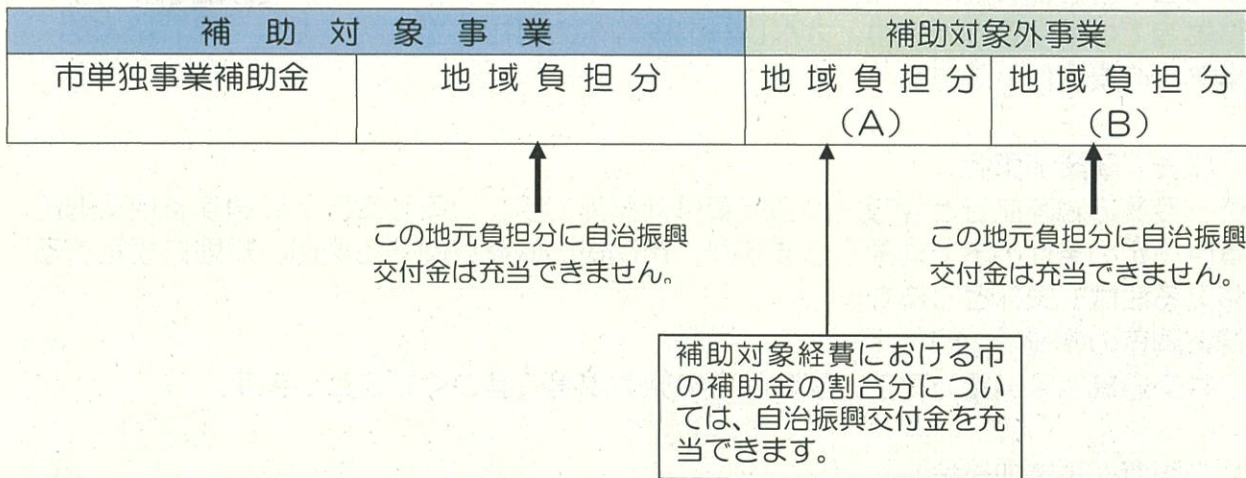 補助対象事業
補助対象外事業
市単独事業補助金
地域負担分
地域負担分
(A)
地域負担分
(B)
この地元負担分に自治振興
交付金は充当できません。
この地元負担分に自治振興
交付金は充当できません。
補助対象経費における市
の補助金の割合分につい
ては、自治振興交付金を充
当できます。